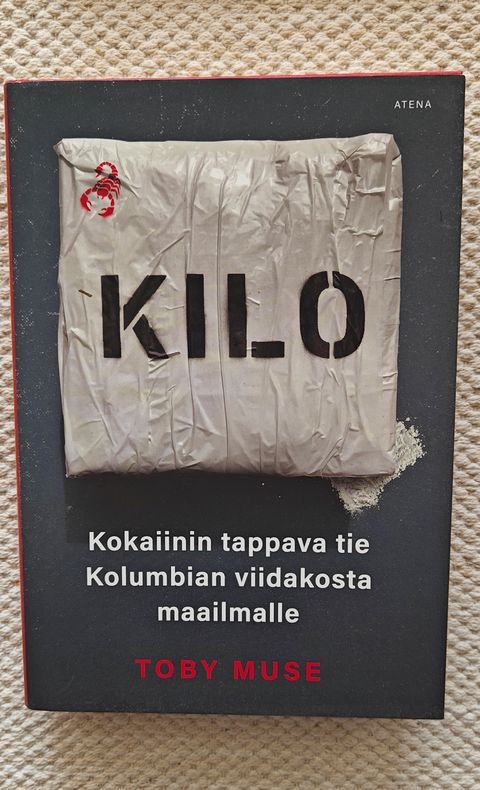 ATENA
KILO
Kokaiinin tappava tie
Kolumbian viidakosta
maailmalle
TOBY MUSE